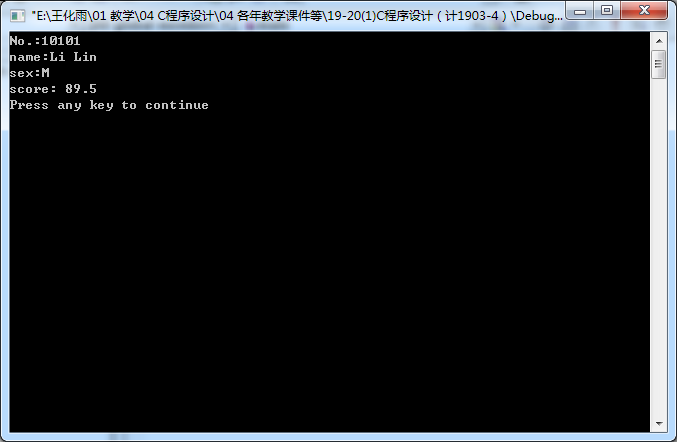 "E:\王化雨\01 教学\04 C程序设计\04 各年教学课件等\19-20(1)C程序设计（计1903-4）\Debug...
No.:10101
name:Li Lin
sex:M
score: 89.5
Press any key to continue